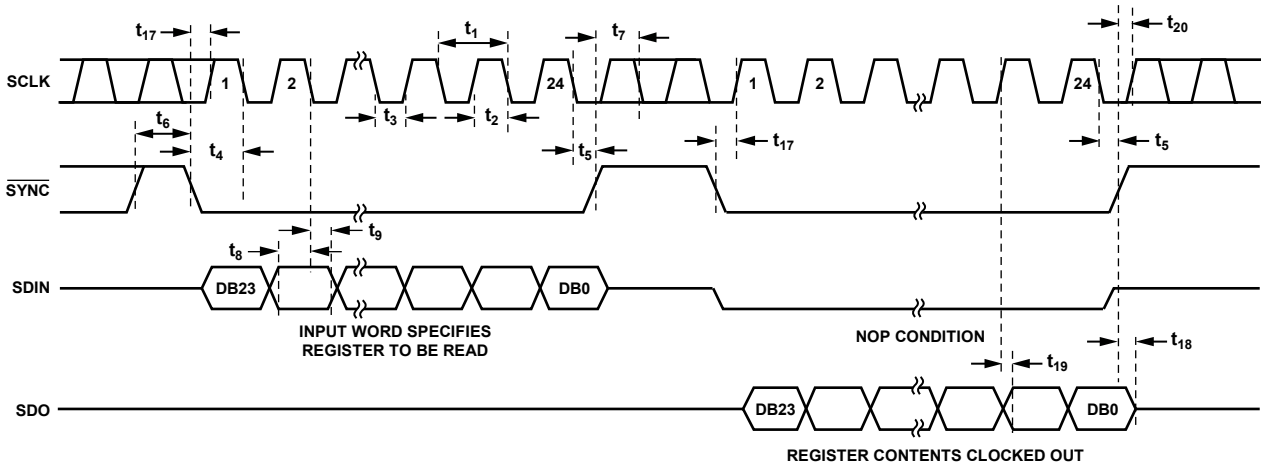 t17
t1
t7
t20
SCLK
1
2
24
1
2
24
t6
t4
t3
t2
t5
t17
t5
SYNC
t8
t9
SDIN
DB23
DB0
INPUT WORD SPECIFIES
REGISTER TO BE READ
NOP CONDITION
t18
t19
SDO
DB23
DB0
REGISTER CONTENTS CLOCKED OUT